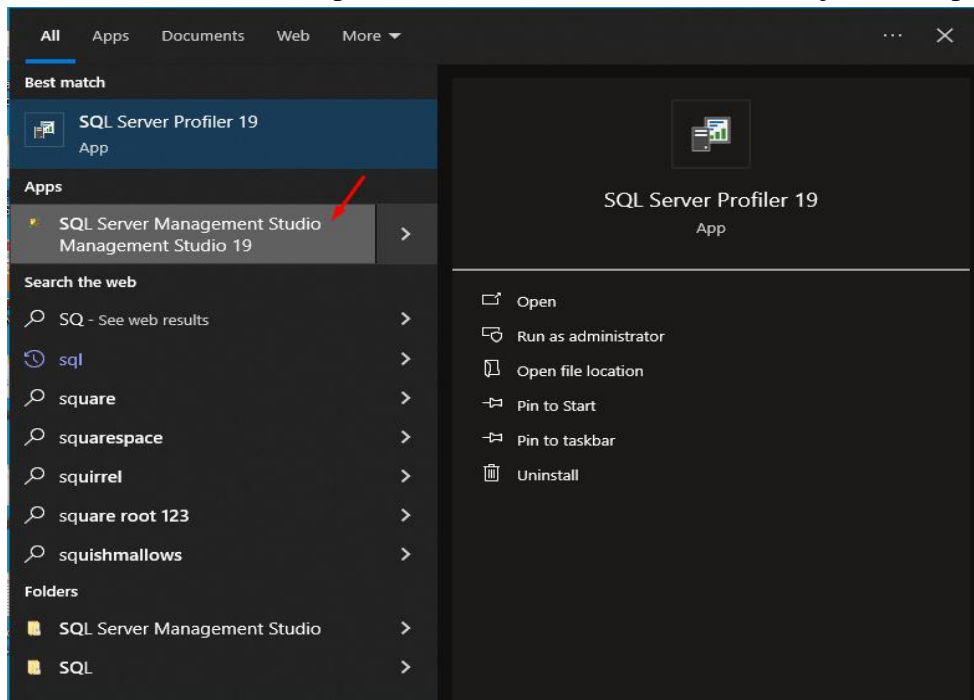 All Apps Documents Web More
Best match
SQL Server Profiler 19
App
Apps
SQL Server Management Studio
Management Studio 19
Search the web
SQ - See web results
sql
square
squarespace
squirrel
square root 123
squishmallows
Folders
SQL Server Management Studio
SQL
SQL Server Profiler 19
App
Open
Run as administrator
Open file location
Pin to Start
Pin to taskbar
Uninstall